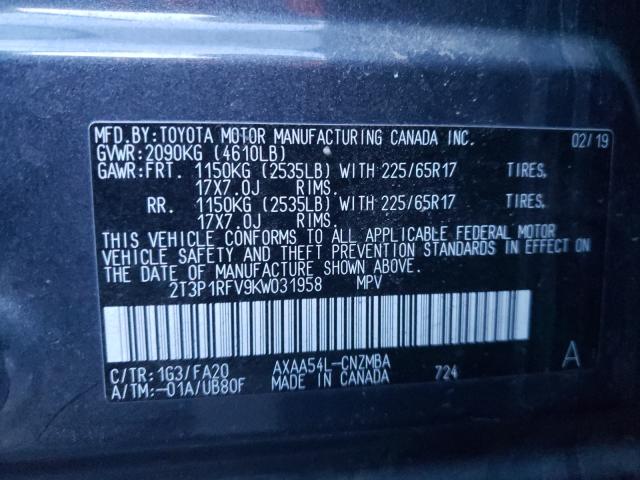 MFD.BY:TOYOTA MOTOR MANUFACTURING CANADA INC. 02/19
GVWR:2090KG (4610LB)
GAWR:FRT. 1150KG (2535LB) WITH 225/65R17 TIRES.
17X7.0J RIMS.
RR. 1150KG (2535LB) WITH 225/65R17 TIRES.
17X7.0J RIMS.
THIS VEHICLE CONFORMS TO ALL APPLICABLE FEDERAL MOTOR
VEHICLE SAFETY AND THEFT PREVENTION STANDARDS IN EFFECT ON
THE DATE OF MANUFACTURE SHOWN ABOVE.
2T3P1RFV9KW031958 MPV
C/TR:1G3/FA20 AXAA54L-CNZMBA A
A/TM:-01A/UB80F MADE IN CANADA 724